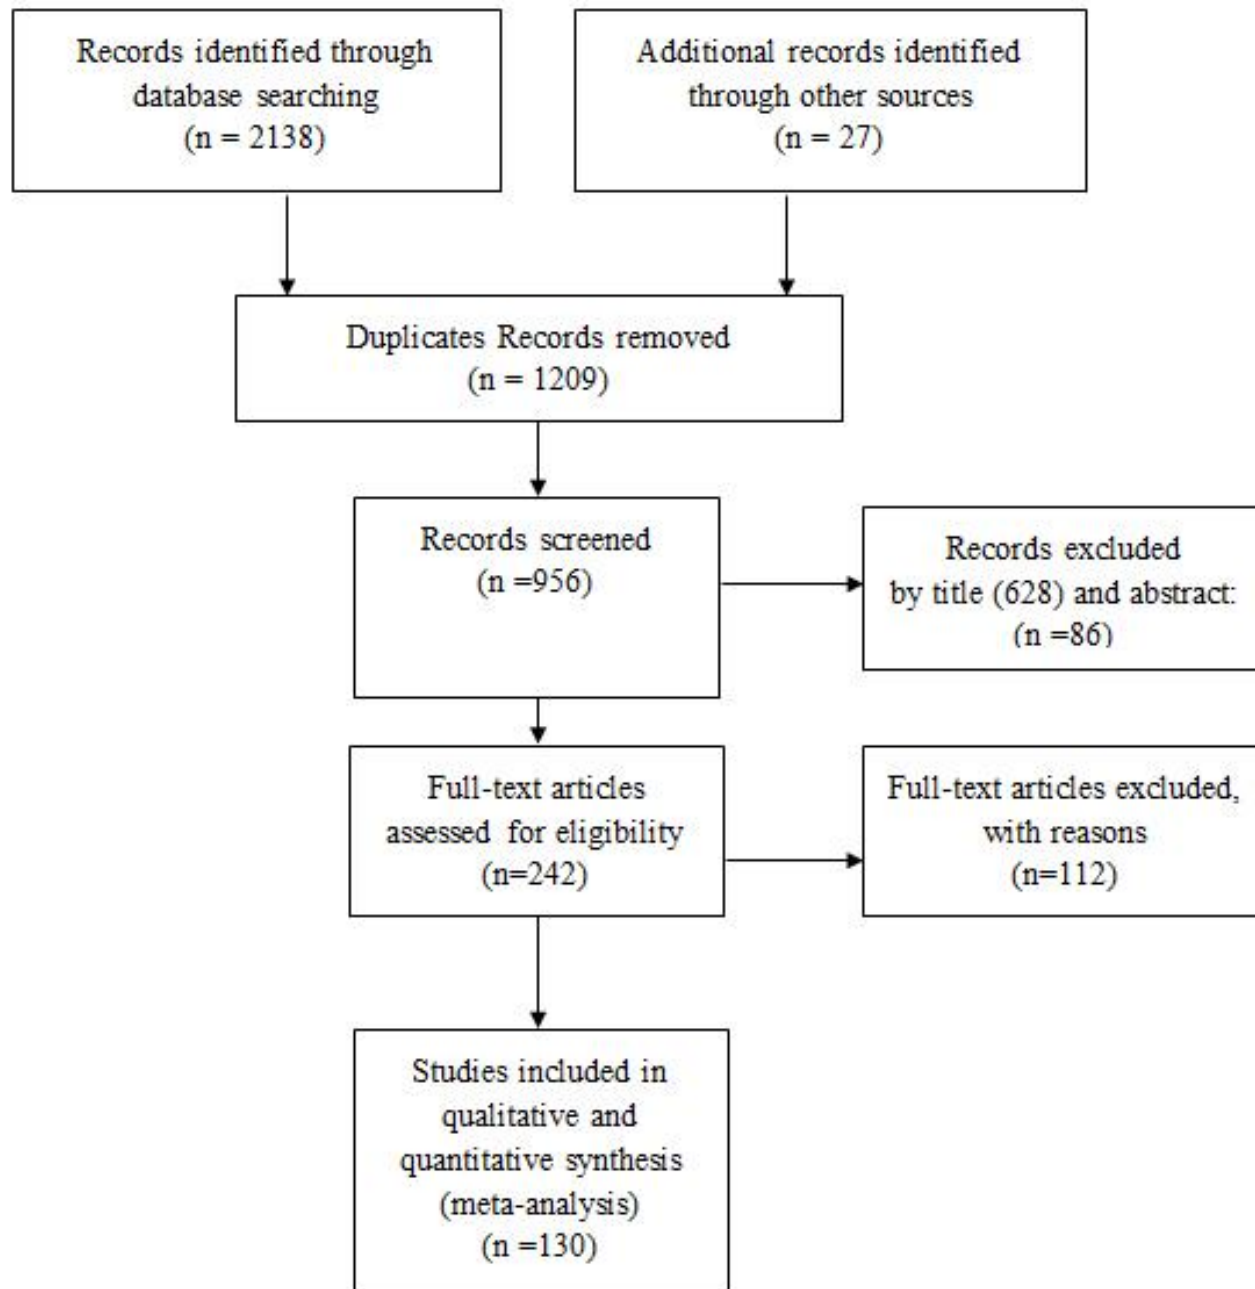 Records identified through
database searching
(n = 2138)
Additional records identified
through other sources
(n = 27)
Duplicates Records removed
(n = 1209)
Records screened
(n =956)
Records excluded
by title (628) and abstract:
(n =86)
Full-text articles
assessed for eligibility
(n=242)
Full-text articles excluded,
with reasons
(n=112)
Studies included in
qualitative and
quantitative synthesis
(meta-analysis)
(n =130)